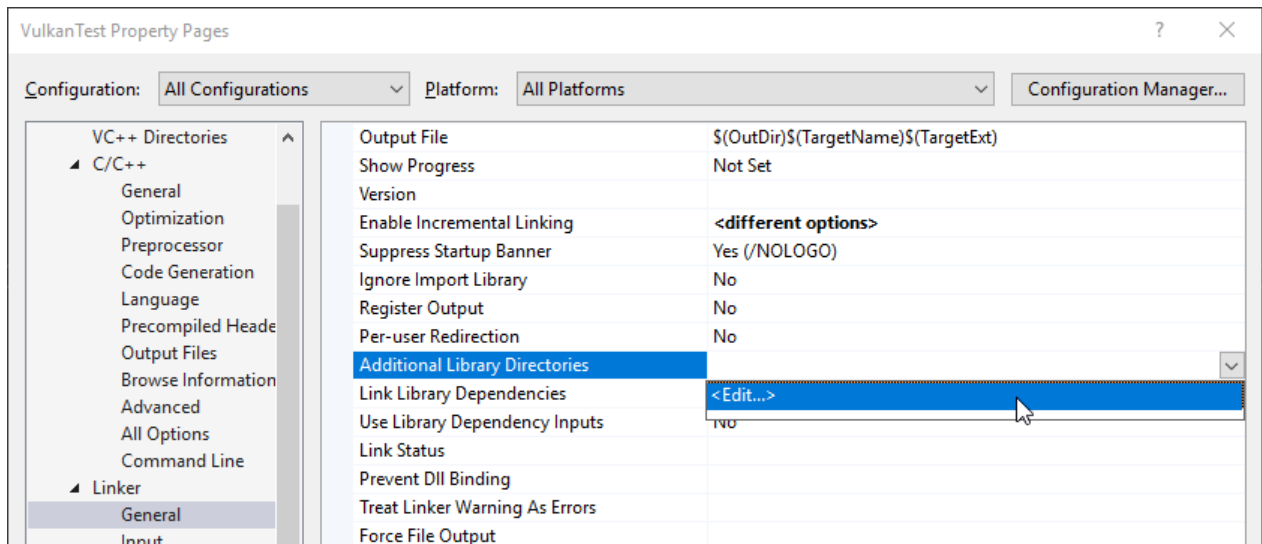 VulkanTest Property Pages
Configuration: All Configurations Platform: All Platforms Configuration Manager...
VC++ Directories
C/C++
General
Optimization
Preprocessor
Code Generation
Language
Precompiled Heade
Output Files
Browse Information
Advanced
All Options
Command Line
Linker
General
Input
Output File $(OutDir)$(TargetName)$(TargetExt)
Show Progress Not Set
Version
Enable Incremental Linking <different options>
Suppress Startup Banner Yes (/NOLOGO)
Ignore Import Library No
Register Output No
Per-user Redirection No
Additional Library Directories
Link Library Dependencies <Edit...>
Use Library Dependency Inputs No
Link Status
Prevent Dll Binding
Treat Linker Warning As Errors
Force File Output